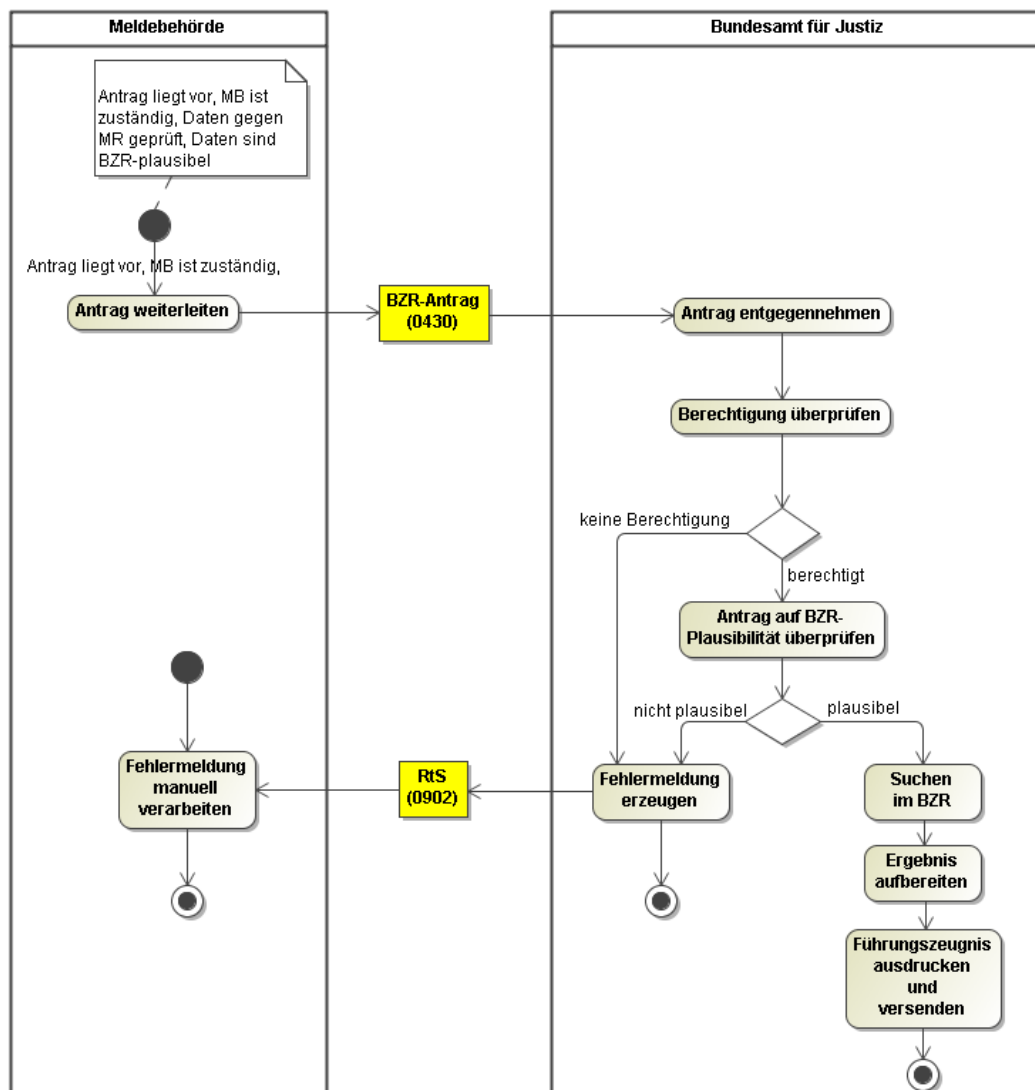 Meldebehörde
Bundesamt für Justiz
Antrag liegt vor, MB ist
zuständig, Daten gegen
MR geprüft, Daten sind
BZR-plausibel
Antrag liegt vor, MB ist zuständig,
Antrag weiterleiten
BZR-Antrag
(0430)
Antrag entgegennehmen
Berechtigung überprüfen
keine Berechtigung
berechtigt
Antrag auf BZR-
Plausibilität überprüfen
nicht plausibel
plausibel
Fehlermeldung
manuell
verarbeiten
RtS
(0902)
Fehlermeldung
erzeugen
Suchen
im BZR
Ergebnis
aufbereiten
Führungszeugnis
ausdrucken
und
versenden